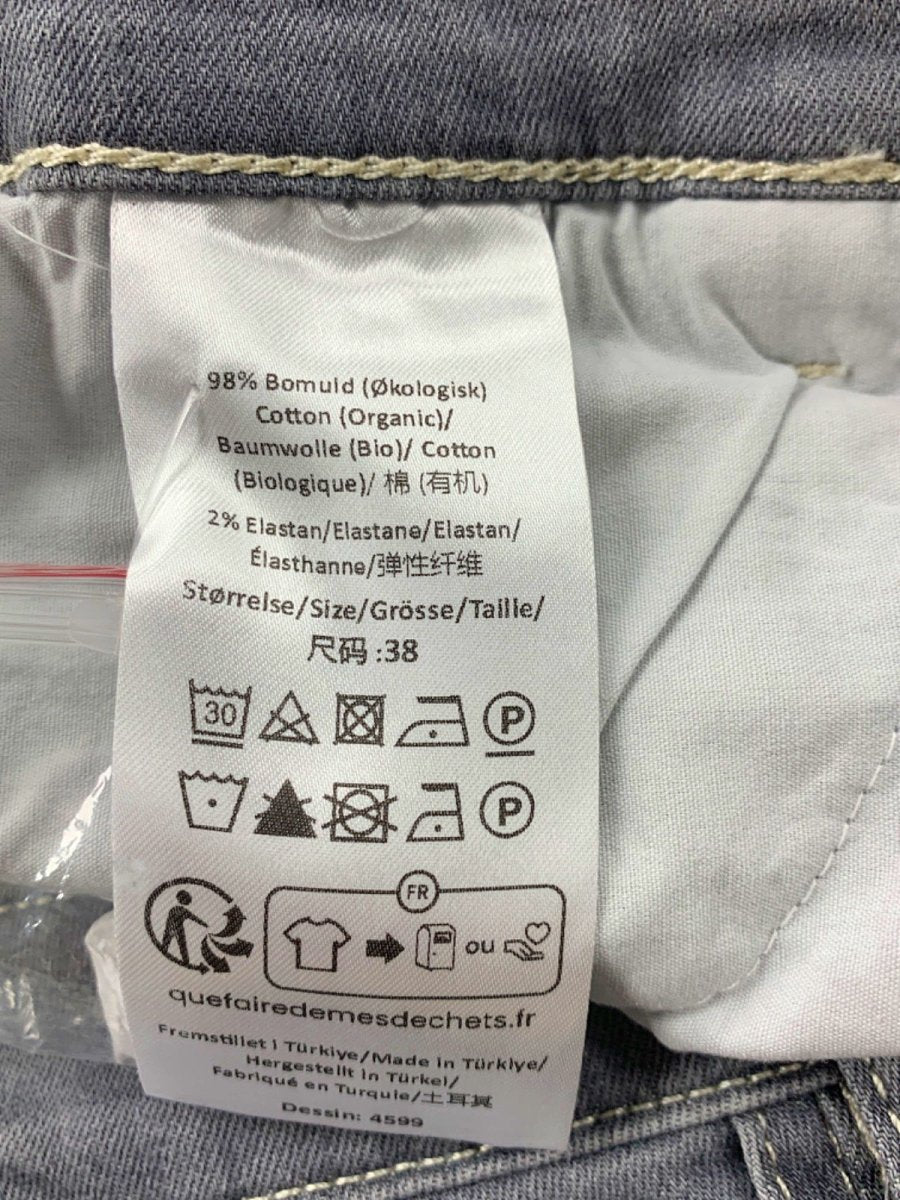 98% Bomuld (Økologisk)
Cotton (Organic)/
Baumwolle (Bio)/ Cotton
(Biologique)/ 棉 (有机)
2% Elastan/Elastane/Elastan/
Élasthanne/弹性纤维
Størrelse/Size/Grösse/Taille/
尺码 :38
30
P
P
FR
ou
quefairedemesdechets.fr
Fremstillet i Türkiye/Made in Türkiye/
Hergestellt in Türkei/
Fabriqué en Turquie/土耳其
Dessin: 4599